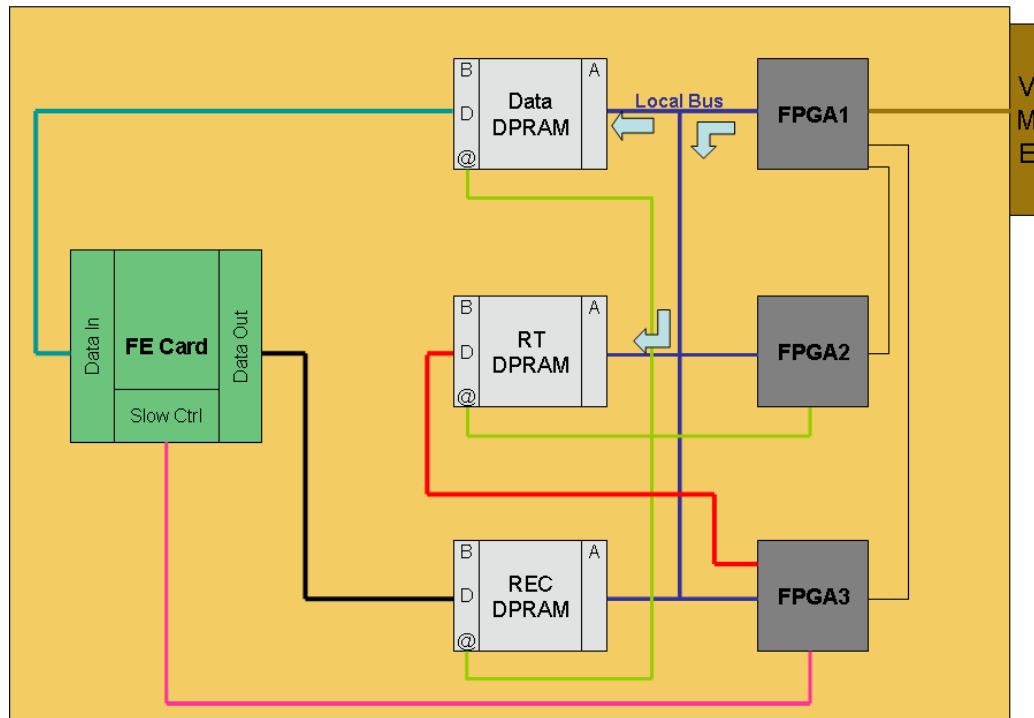 B
A
Data
DPRAM
D
@
Local Bus
FPGA1
V
M
E
Data In
FE Card
Data Out
Slow Ctrl
B
A
RT
DPRAM
D
@
FPGA2
B
A
REC
DPRAM
D
@
FPGA3